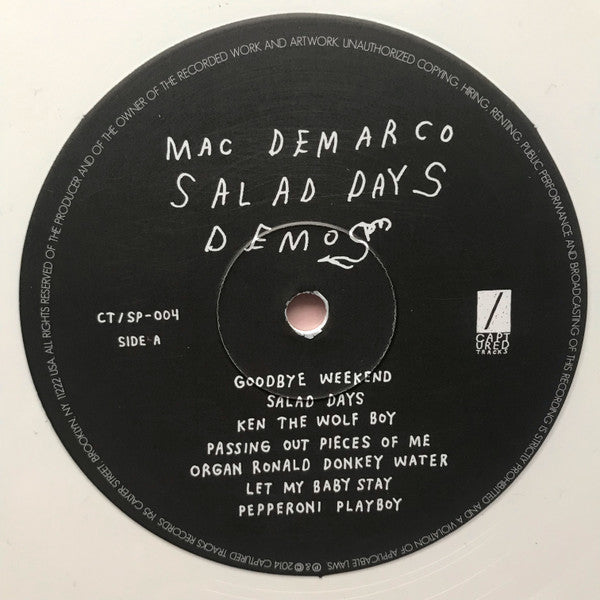 MAC DEMARCO
SALAD DAYS
DEMOS
CT/SP-004
SIDE A
CAPT
URED
TRACKS
GOODBYE WEEKEND
SALAD DAYS
KEN THE WOLF BOY
PASSING OUT PIECES OF ME
ORGAN RONALD DONKEY WATER
LET MY BABY STAY
PEPPERONI PLAYBOY
℗ & © 2014 CAPTURED TRACKS RECORDS. 195 CALYER STREET BROOKLYN, NY 11222 USA. ALL RIGHTS RESERVED OF THE PRODUCER AND OF THE OWNER OF THE RECORDED WORK AND ARTWORK. UNAUTHORIZED COPYING, HIRING, RENTING, PUBLIC PERFORMANCE AND BROADCASTING OF THIS RECORDING IS STRICTLY PROHIBITED AND A VIOLATION OF APPLICABLE LAWS.